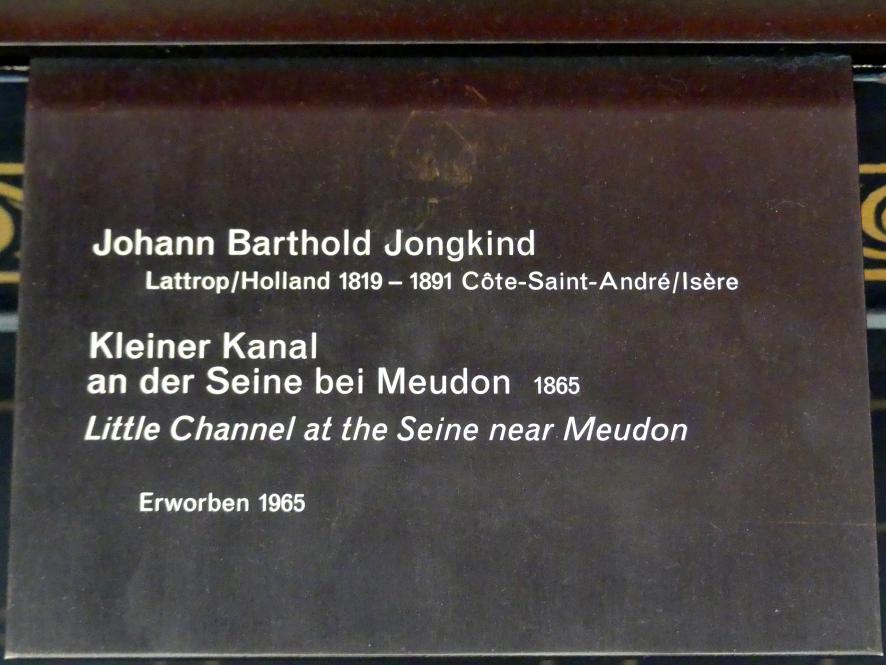 Johann Barthold Jongkind
Lattrop/Holland 1819 – 1891 Côte-Saint-André/Isère
Kleiner Kanal
an der Seine bei Meudon 1865
Little Channel at the Seine near Meudon
Erworben 1965